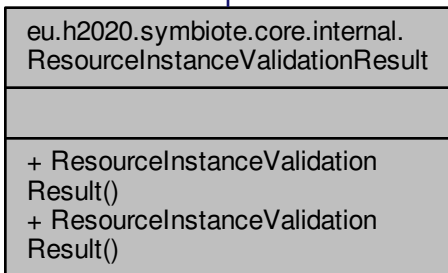 eu.h2020.symbiote.core.internal.
ResourceInstanceValidationResult
+ ResourceInstanceValidation
Result()
+ ResourceInstanceValidation
Result()